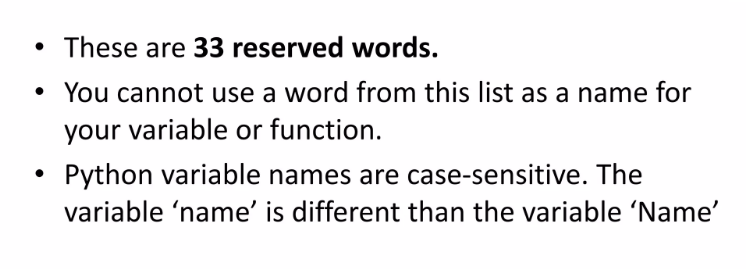 • These are 33 reserved words.
• You cannot use a word from this list as a name for
your variable or function.
• Python variable names are case-sensitive. The
variable ‘name’ is different than the variable ‘Name’